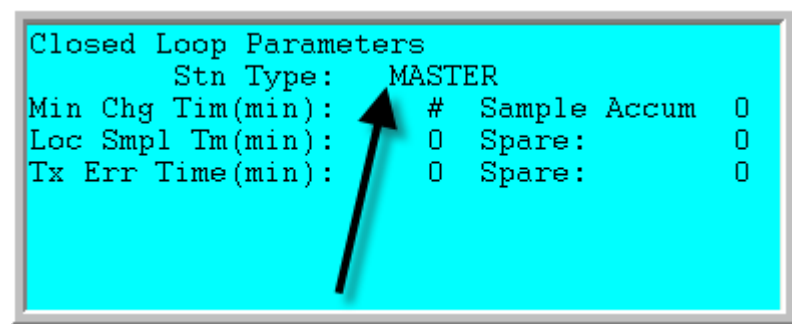 Closed Loop Parameters
Stn Type: MASTER
Min Chg Tim(min): # Sample Accum 0
Loc Smpl Tm(min): 0 Spare: 0
Tx Err Time(min): 0 Spare: 0